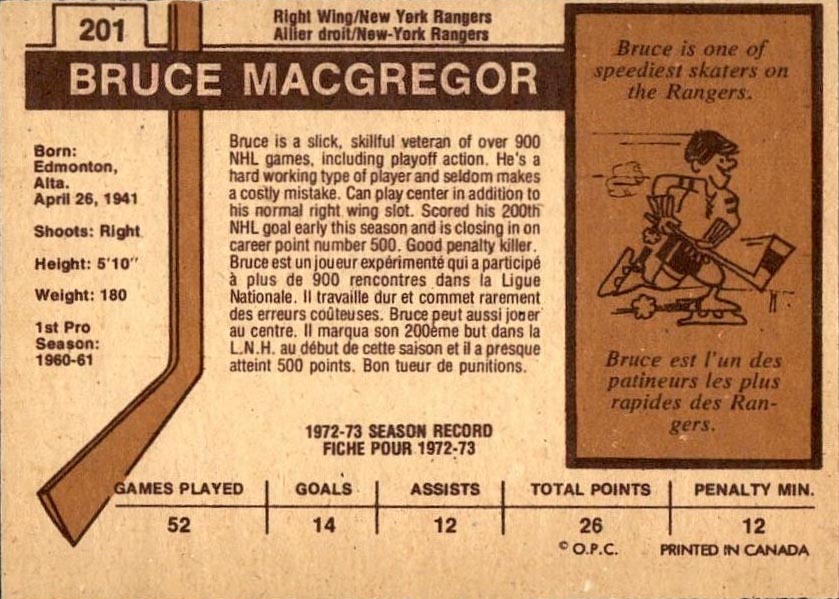 201
Right Wing/New York Rangers
Allier droit/New-York Rangers
BRUCE MACGREGOR
Born:
Edmonton,
Alta.
April 26, 1941
Shoots: Right
Height: 5'10"
Weight: 180
1st Pro
Season:
1960-61
Bruce is a slick, skillful veteran of over 900
NHL games, including playoff action. He's a
hard working type of player and seldom makes
a costly mistake. Can play center in addition to
his normal right wing slot. Scored his 200th
NHL goal early this season and is closing in on
career point number 500. Good penalty killer.
Bruce est un joueur expérimenté qui a participé
à plus de 900 rencontres dans la Ligue
Nationale. Il travaille dur et commet rarement
des erreurs coûteuses. Bruce peut aussi jouer
au centre. Il marqua son 200ème but dans la
L.N.H. au début de cette saison et il a presque
atteint 500 points. Bon tueur de punitions.
Bruce is one of
speediest skaters on
the Rangers.
Bruce est l'un des
patineurs les plus
rapides des Ran-
gers.
1972-73 SEASON RECORD
FICHE POUR 1972-73
GAMES PLAYED GOALS ASSISTS TOTAL POINTS PENALTY MIN.
52 14 12 26 12
© O.P.C. PRINTED IN CANADA